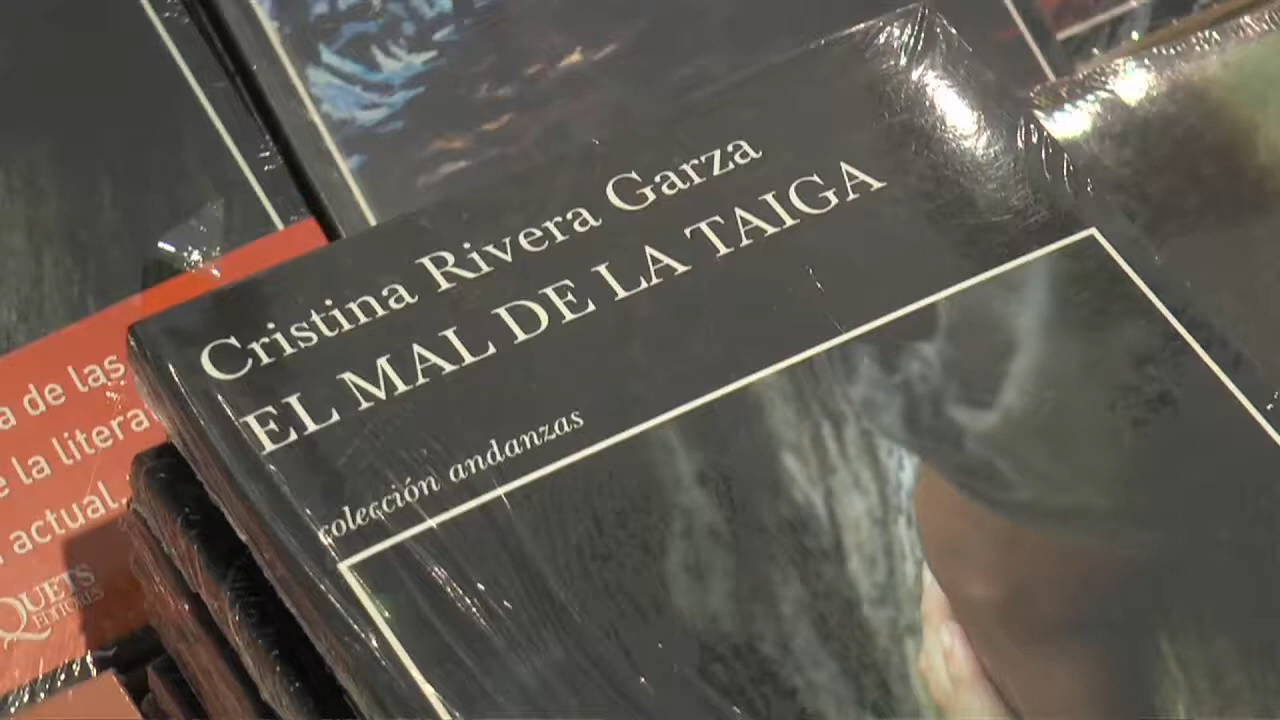 Cristina Rivera Garza
EL MAL DE LA TAIGA
colección andanzas
a de las
e la litera
actual.
QUETS
EDITORES